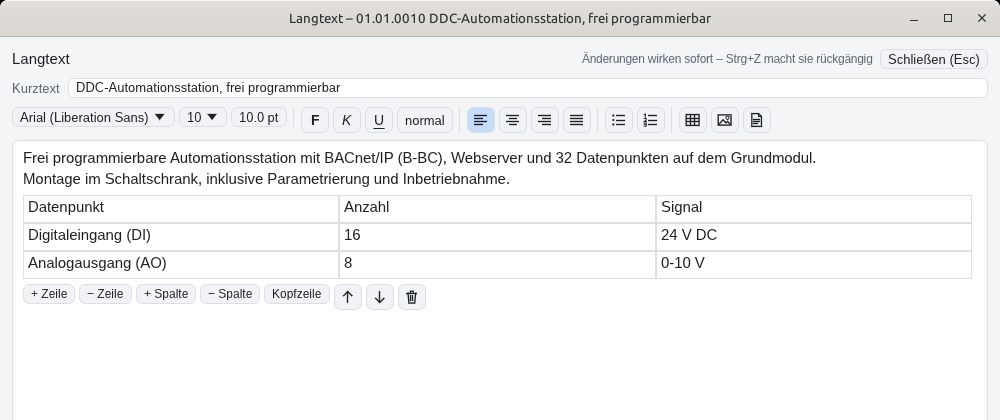 Langtext – 01.01.0010 DDC-Automationsstation, frei programmierbar
Langtext
Änderungen wirken sofort – Strg+Z macht sie rückgängig
Schließen (Esc)
Kurztext
DDC-Automationsstation, frei programmierbar
Arial (Liberation Sans)
10
10.0 pt
F
K
U
normal
Frei programmierbare Automationsstation mit BACnet/IP (B-BC), Webserver und 32 Datenpunkten auf dem Grundmodul.
Montage im Schaltschrank, inklusive Parametrierung und Inbetriebnahme.
Datenpunkt Anzahl Signal
Digitaleingang (DI) 16 24 V DC
Analogausgang (AO) 8 0-10 V
+ Zeile
− Zeile
+ Spalte
− Spalte
Kopfzeile